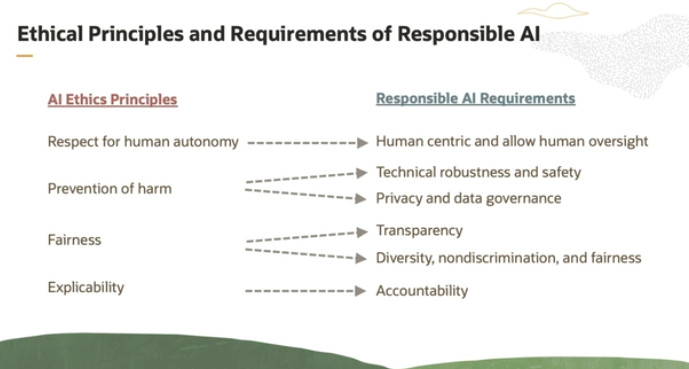 Ethical Principles and Requirements of Responsible AI
AI Ethics Principles
Responsible AI Requirements
Respect for human autonomy
Human centric and allow human oversight
Prevention of harm
Technical robustness and safety
Privacy and data governance
Fairness
Transparency
Diversity, nondiscrimination, and fairness
Explicability
Accountability